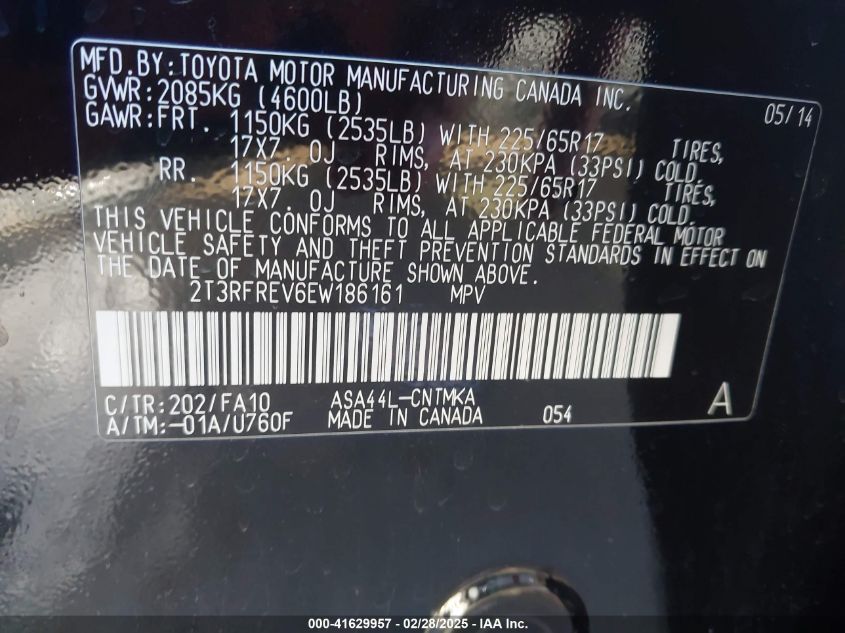 MFD. BY: TOYOTA MOTOR MANUFACTURING CANADA INC.
GVWR: 2085KG (4600LB) 05/14
GAWR: FRT. 1150KG (2535LB) WITH 225/65R17 TIRES,
17X7. 0J RIMS, AT 230KPA (33PSI) COLD
RR. 1150KG (2535LB) WITH 225/65R17 TIRES,
17X7. 0J RIMS, AT 230KPA (33PSI) COLD
THIS VEHICLE CONFORMS TO ALL APPLICABLE FEDERAL MOTOR
VEHICLE SAFETY AND THEFT PREVENTION STANDARDS IN EFFECT ON
THE DATE OF MANUFACTURE SHOWN ABOVE.
2T3RFREV6EW186161 MPV
C/TR: 202/FA10 ASA44L-CNTMKA A
A/TM: -01A/U760F MADE IN CANADA 054
000-41629957 - 02/28/2025 - IAA Inc.